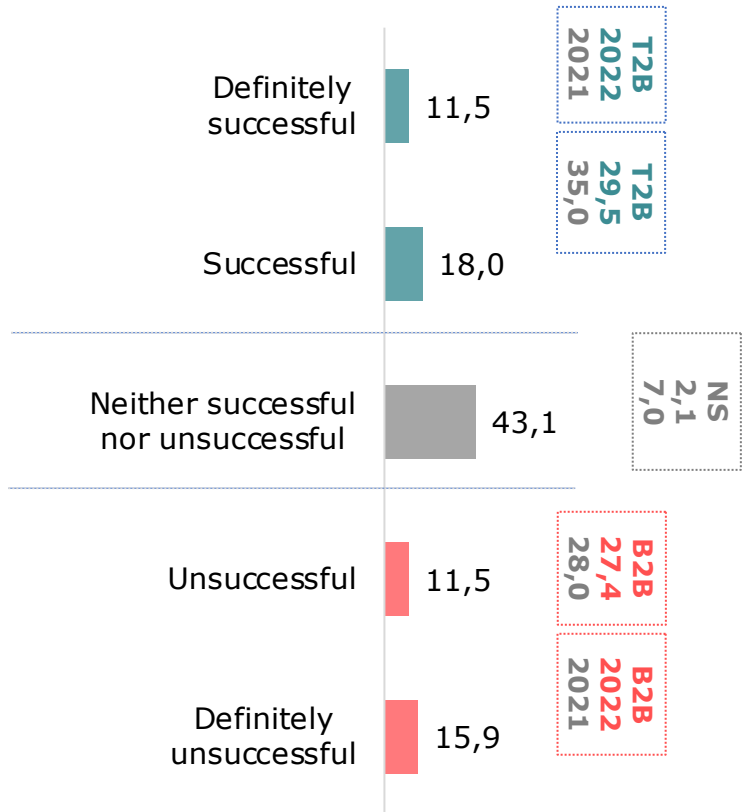 Definitely
successful
11,5
T2B
2022
2021
T2B
29,5
35,0
Successful
18,0
Neither successful
nor unsuccessful
43,1
NS
2,1
7,0
Unsuccessful
11,5
B2B
27,4
28,0
B2B
2022
2021
Definitely
unsuccessful
15,9